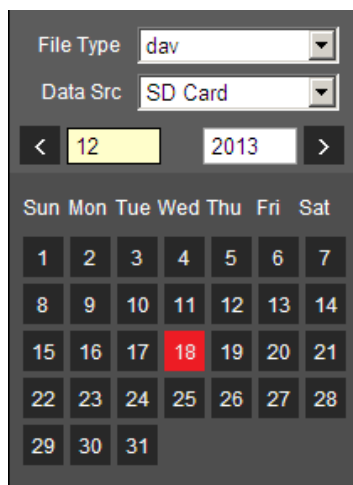 File Type dav
Data Src SD Card
< 12 2013 >
Sun Mon Tue Wed Thu Fri Sat
1 2 3 4 5 6 7
8 9 10 11 12 13 14
15 16 17 18 19 20 21
22 23 24 25 26 27 28
29 30 31